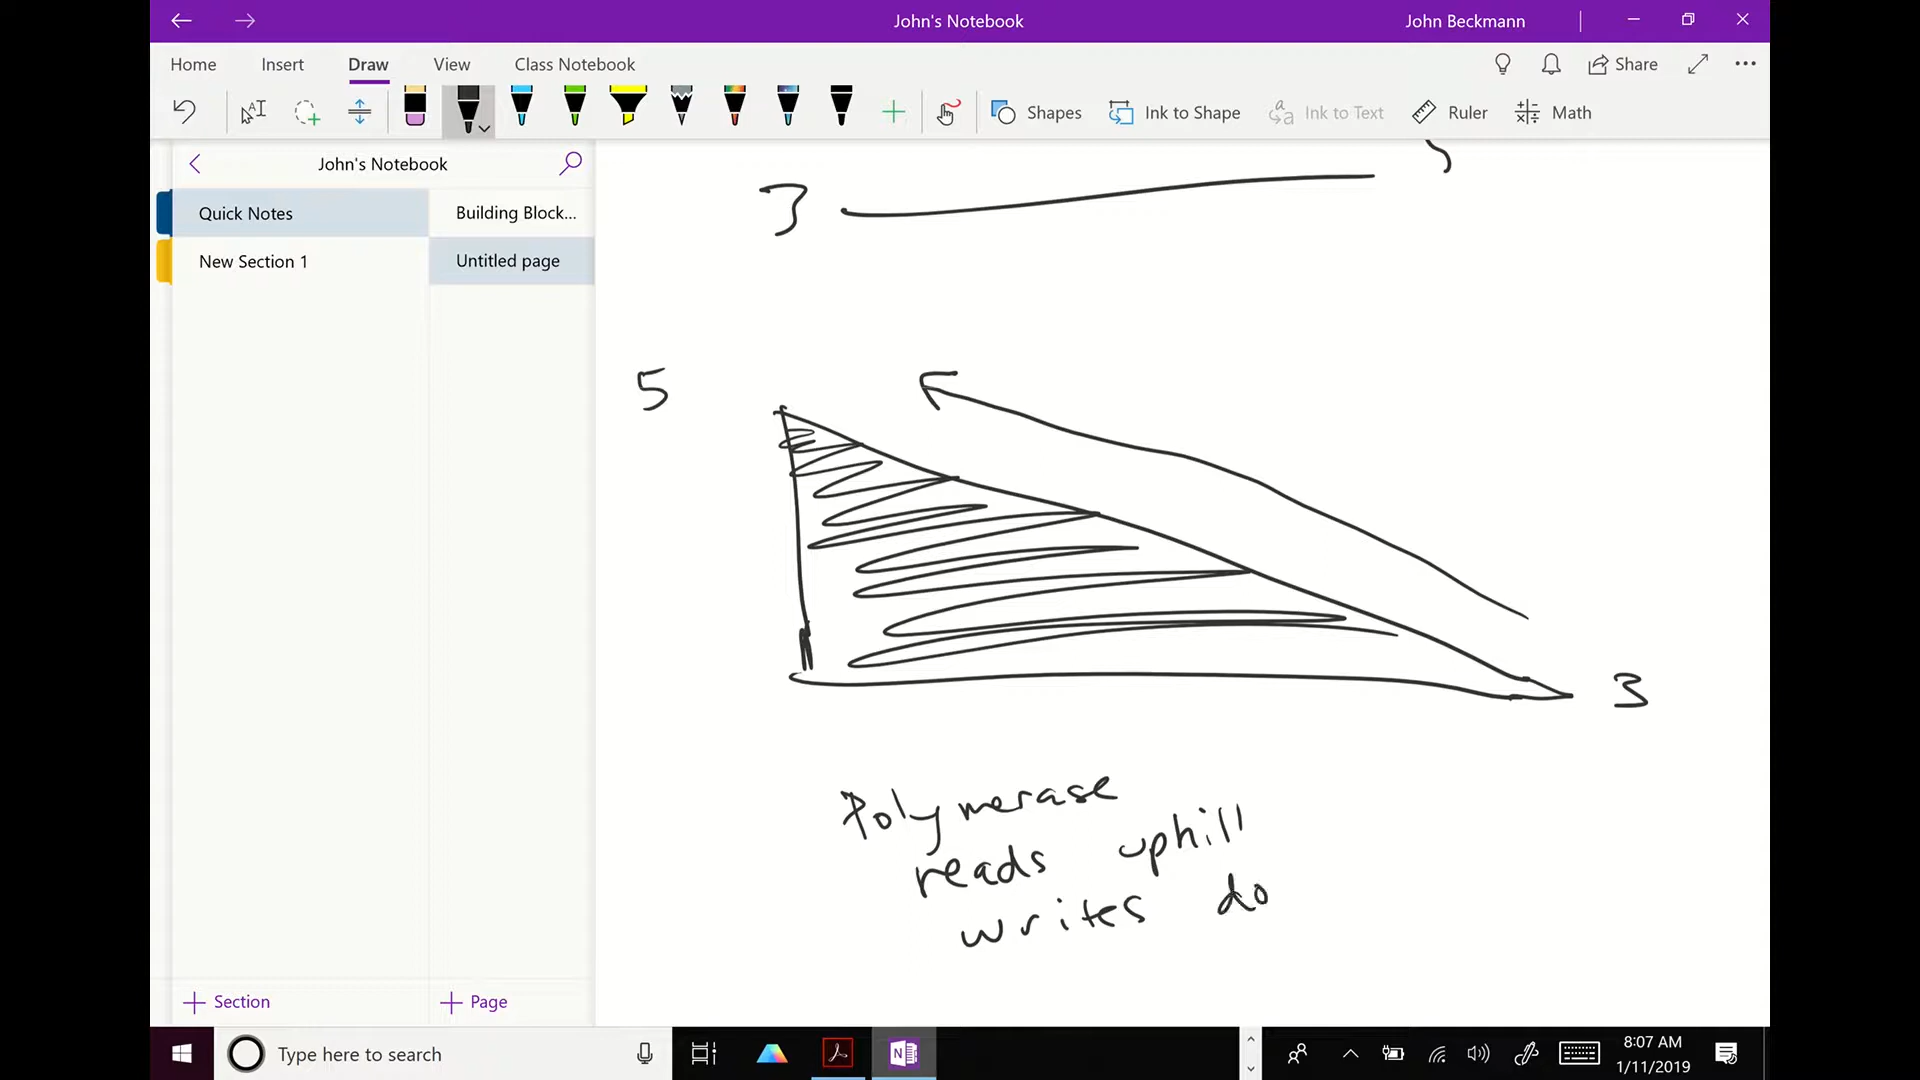 John's Notebook
John Beckmann
Home Insert Draw View Class Notebook
Share
Shapes Ink to Shape Ink to Text Ruler Math
John's Notebook
Quick Notes
Building Block...
New Section 1
Untitled page
3
5
3
Polymerase
reads uphill
writes do
Section
Page
Type here to search
8:07 AM
1/11/2019